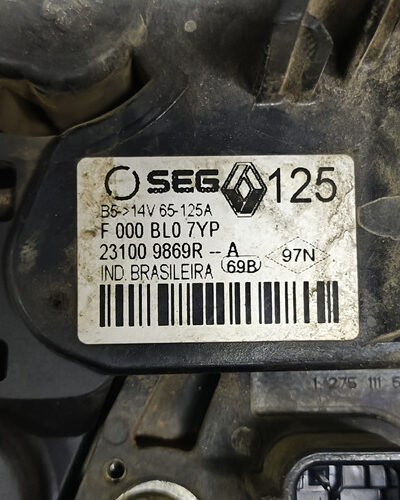 SEG 125
B5->14V 65-125A
F 000 BL0 7YP
23100 9869R -- A 97N
IND. BRASILEIRA 69B
1 275 111 5